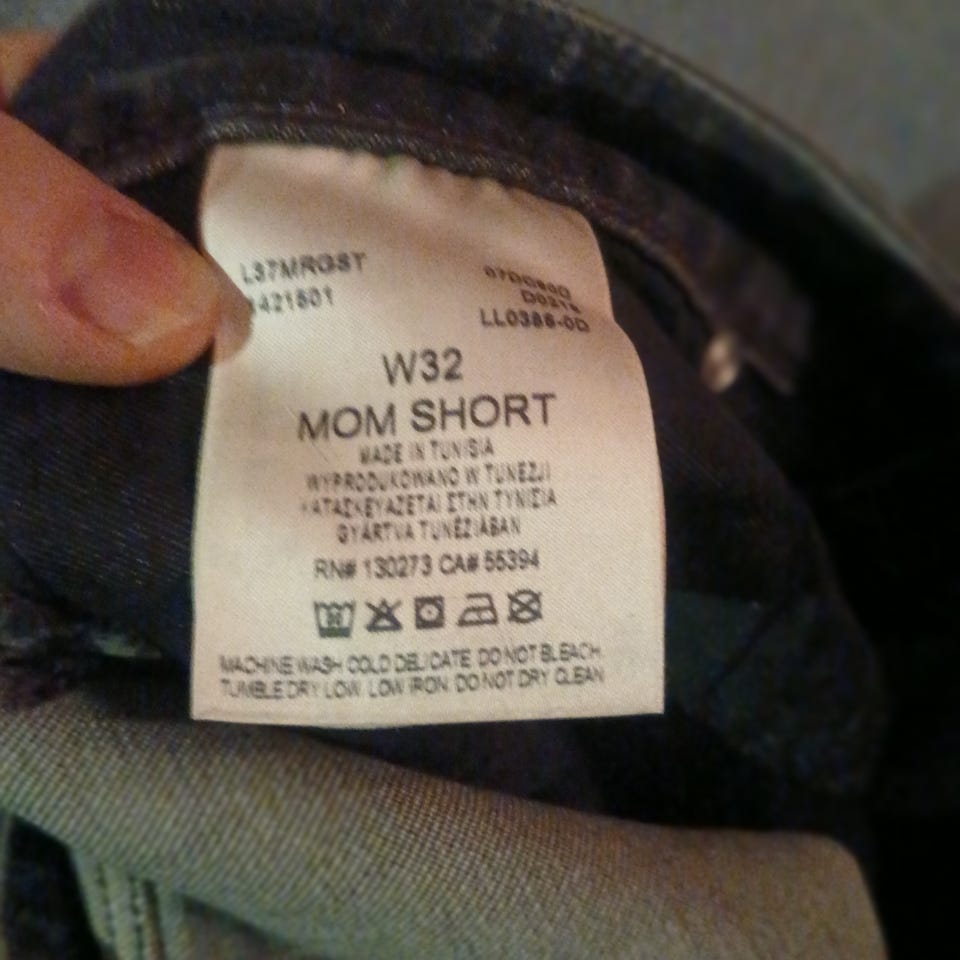 L37MRGST
421501
LL0388-0D
W32
MOM SHORT
MADE IN TUNISIA
WYPRODUKOWANO W TUNEZJI
ΚΑΤΑΣΚΕΥΑΖΕΤΑΙ ΣΤΗΝ ΤΥΝΙΣΙΑ
GYÁRTVA TUNÉZIÁBAN
RN# 130273 CA# 55394
MACHINE WASH COLD DELICATE DO NOT BLEACH
TUMBLE DRY LOW LOW IRON DO NOT DRY CLEAN